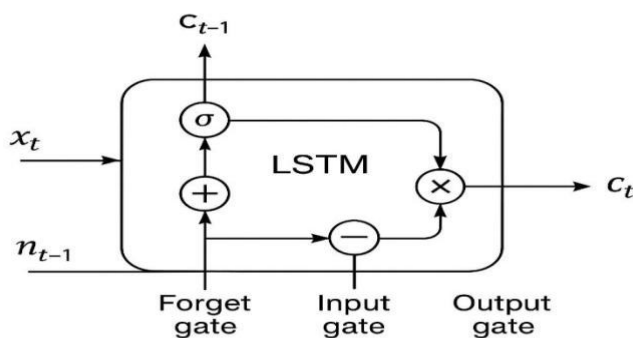 c_{t−1}
x_t
σ
LSTM
+
×
c_t
n_{t−1}
−
Forget gate
Input gate
Output gate